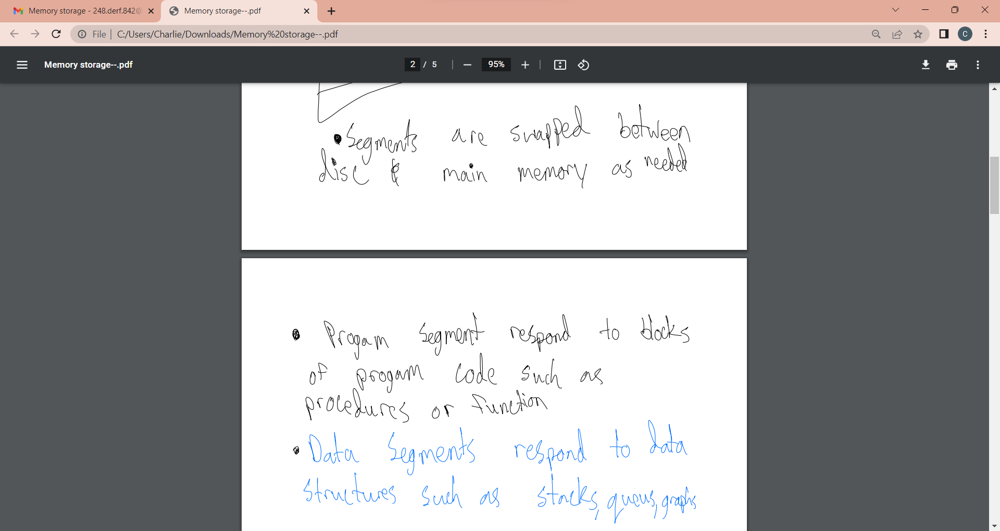 Memory storage - 248.derf.842@
Memory storage--.pdf
File | C:/Users/Charlie/Downloads/Memory%20storage--.pdf
C
Memory storage--.pdf
2 / 5
95%
• Segments are swapped between
disc & main memory as needed
• Progam segment respond to blocks
of progam code such as
procedures or function
• Data segments respond to data
structures such as stacks, queus, graphs